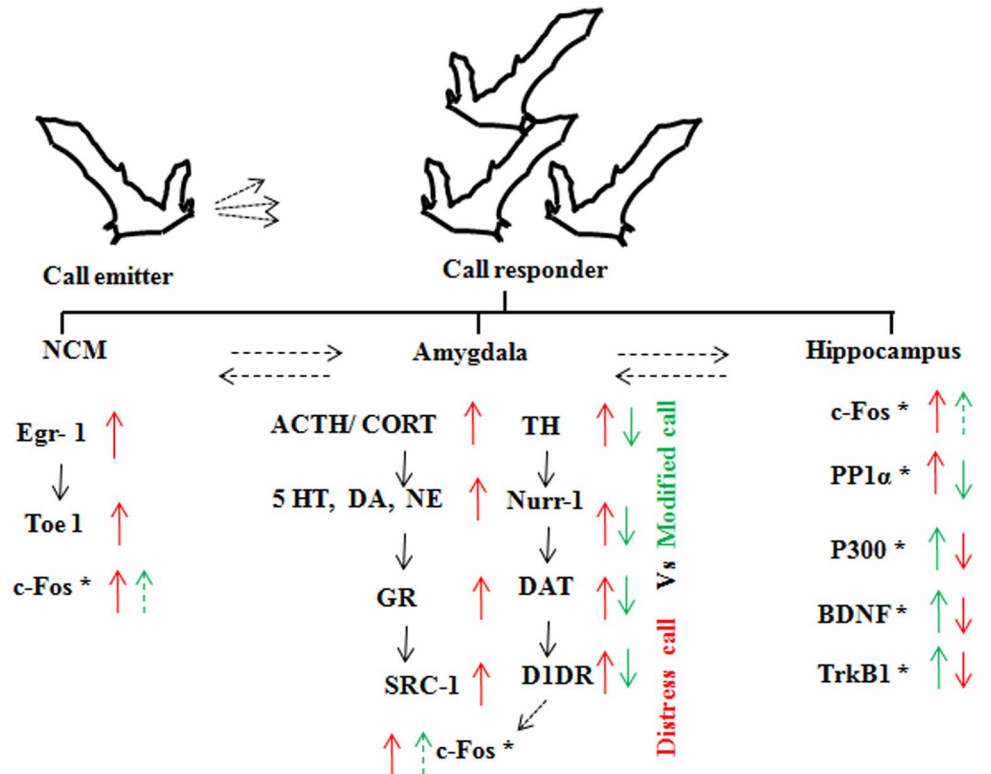 Call emitter
Call responder
NCM
Amygdala
Hippocampus
Egr- 1
Toe 1
c-Fos *
ACTH/ CORT
5 HT, DA, NE
GR
SRC-1
TH
Nurr-1
DAT
D1DR
c-Fos *
Distress call Vs Modified call
c-Fos *
PP1α *
P300 *
BDNF *
TrkB1 *